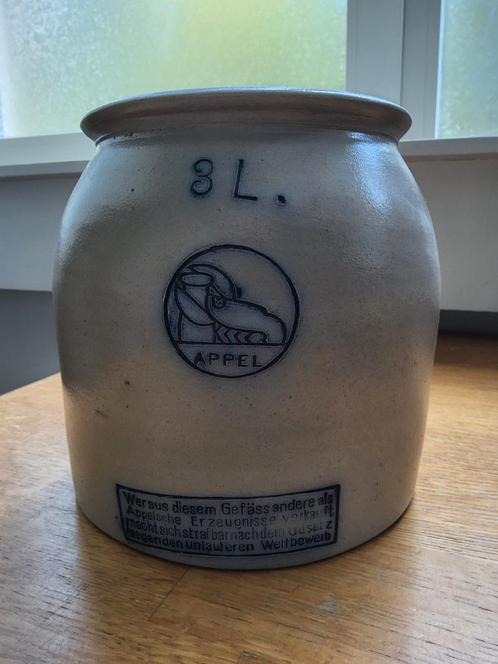 3 L.
APPEL
Wer aus diesem Gefäss andere als
Appelsche Erzeugnisse verkauft
macht sich strafbar nach dem Gesetz
gegen den unlauteren Wettbewerb